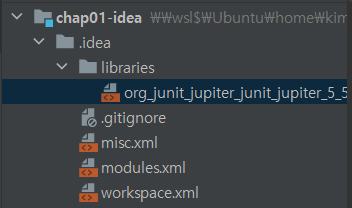 chap01-idea ₩₩wsl$₩Ubuntu₩home₩kim
.idea
libraries
org_junit_jupiter_junit_jupiter_5_5
.gitignore
misc.xml
modules.xml
workspace.xml